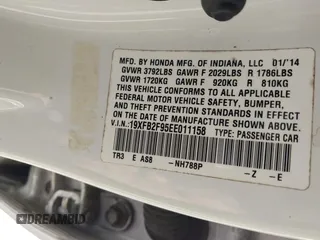 MFD. BY HONDA MFG. OF INDIANA, LLC 01/'14
GVWR 3792LBS GAWR F 2029LBS R 1786LBS
GVWR 1720KG GAWR F 920KG R 810KG
THIS VEHICLE CONFORMS TO ALL APPLICABLE
FEDERAL MOTOR VEHICLE SAFETY, BUMPER,
AND THEFT PREVENTION STANDARDS IN
EFFECT ON THE DATE OF MANUFACTURE SHOWN ABOVE.
V.I.N.: 19XFB2F95EE011158 TYPE: PASSENGER CAR
TR3 E AS8 -NH788P -Z -E
DREAMBID